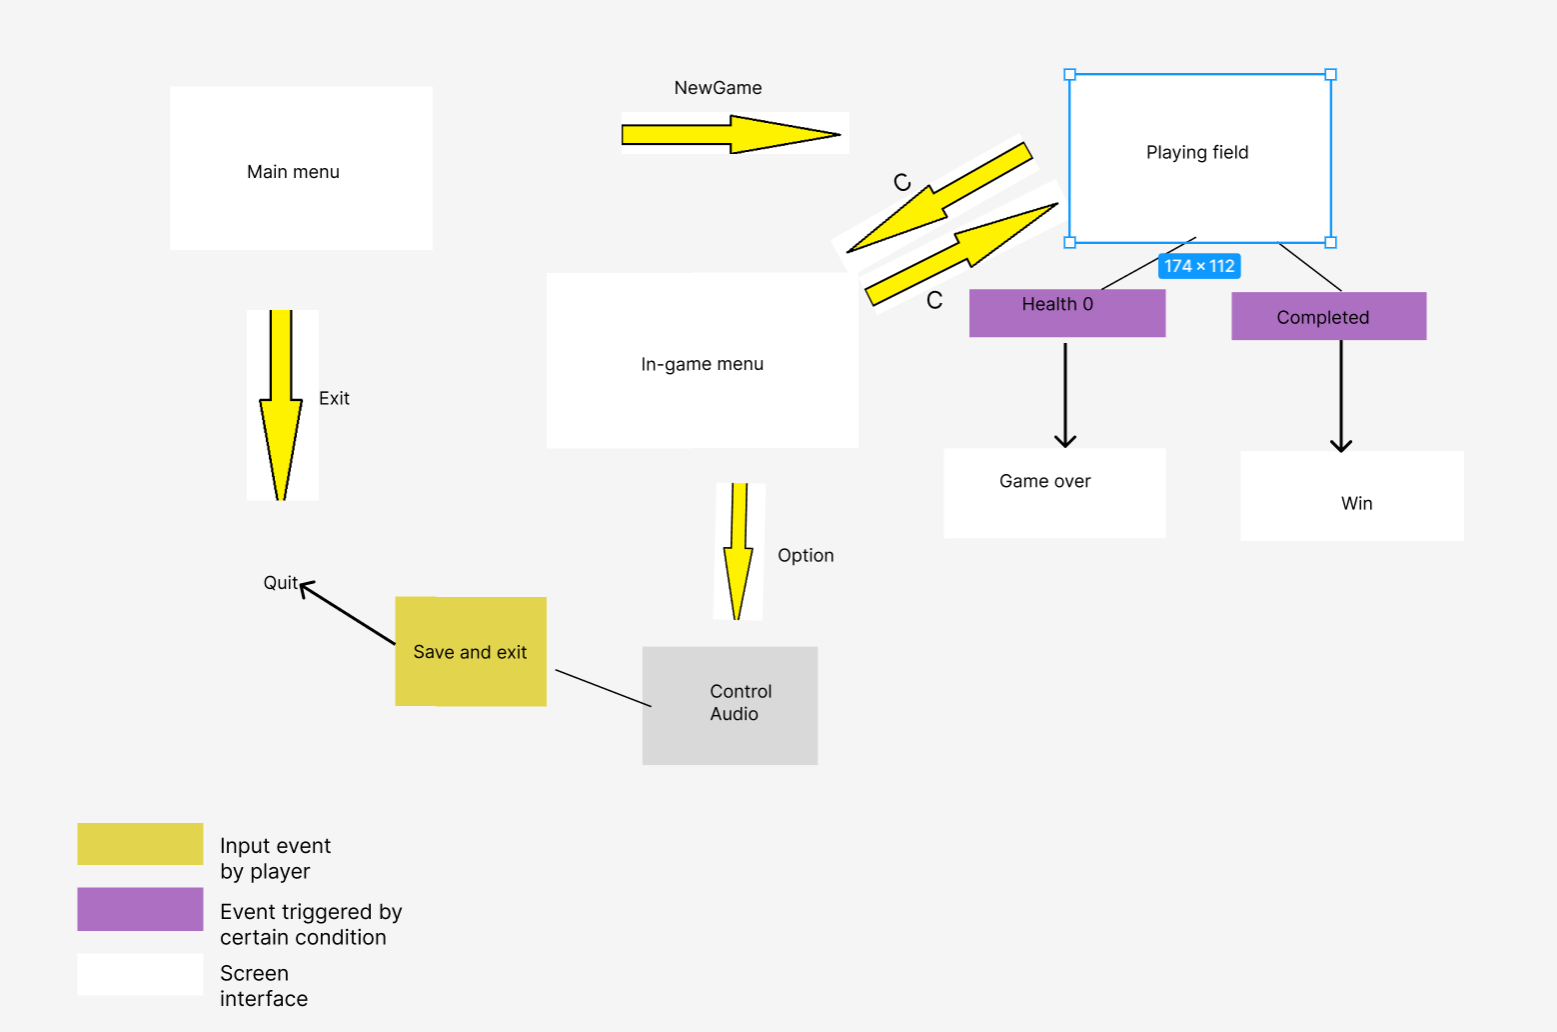 NewGame
Main menu
Playing field
C
174 × 112
C
Health 0
Completed
In-game menu
Exit
Game over
Win
Option
Quit
Save and exit
Control
Audio
Input event
by player
Event triggered by
certain condition
Screen
interface